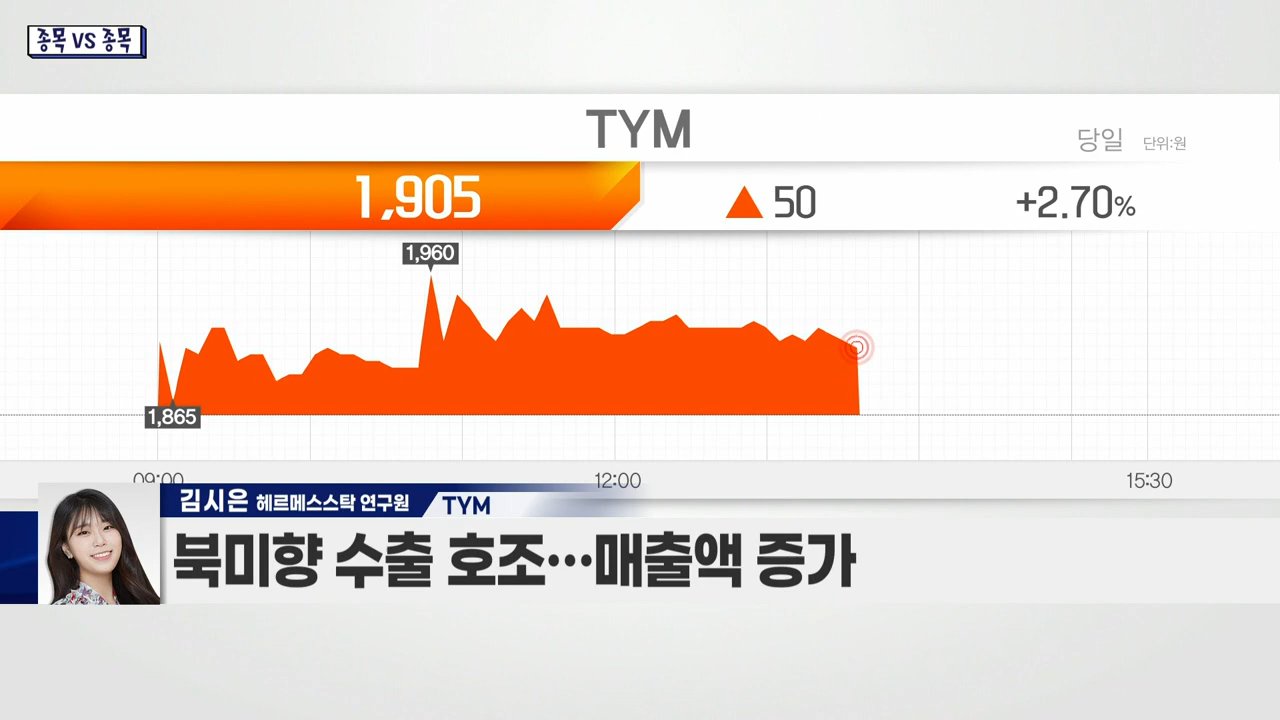 종목 VS 종목
TYM
당일 단위:원
1,905 ▲ 50 +2.70%
1,960
1,865
09:00 12:00 15:30
김시은 헤르메스스탁 연구원 TYM
북미향 수출 호조…매출액 증가